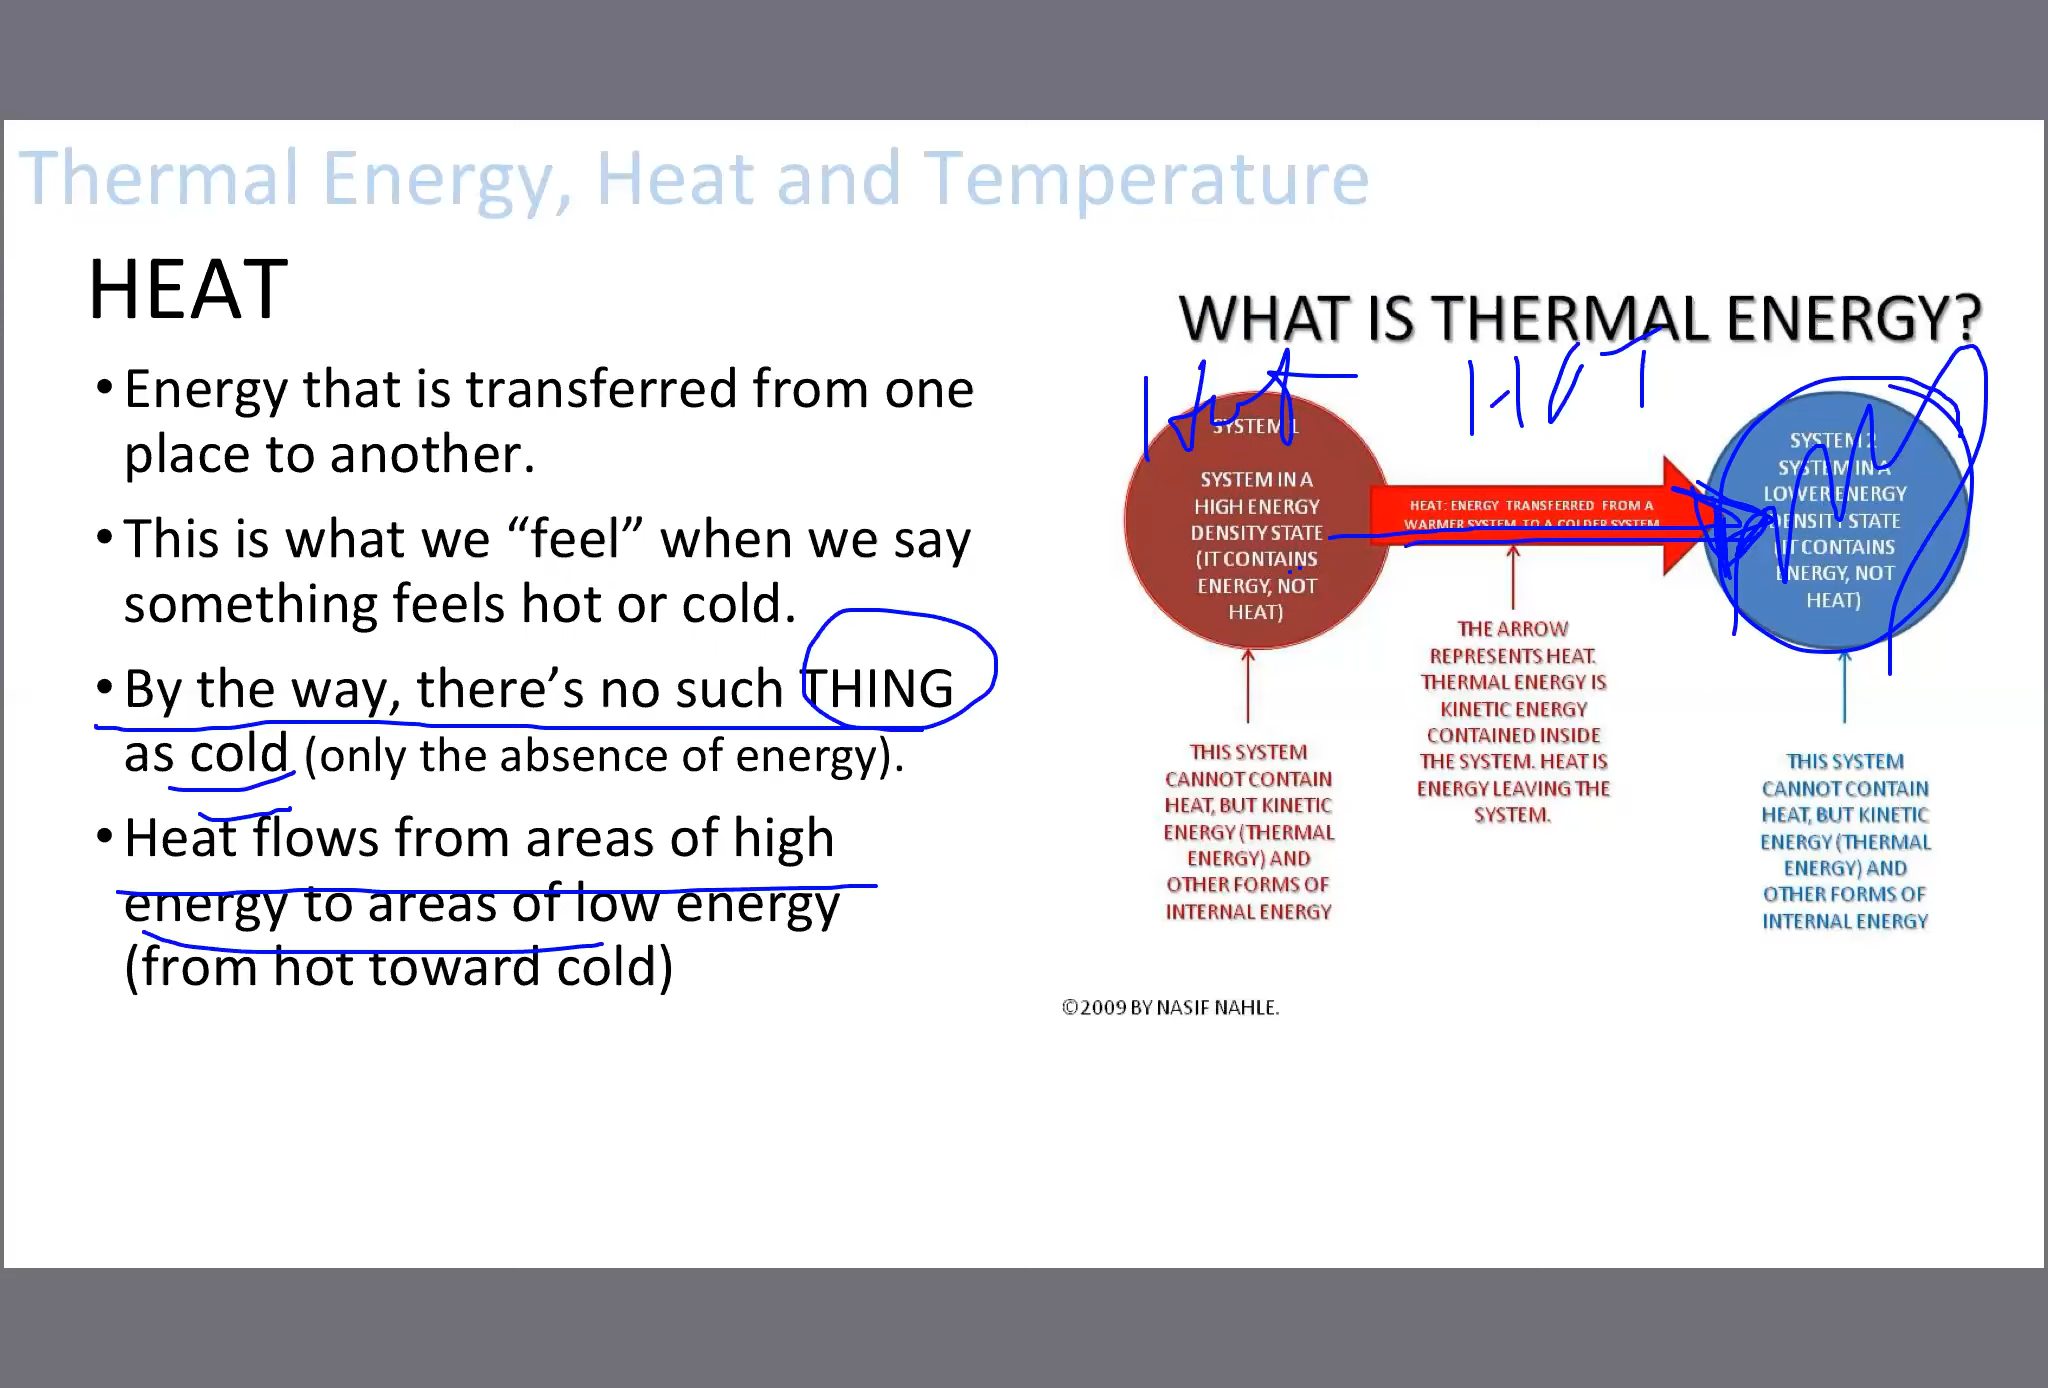 Thermal Energy, Heat and Temperature
HEAT
• Energy that is transferred from one
place to another.
• This is what we “feel” when we say
something feels hot or cold.
• By the way, there’s no such THING
as cold (only the absence of energy).
• Heat flows from areas of high
energy to areas of low energy
(from hot toward cold)
WHAT IS THERMAL ENERGY?
Hot
HOT
SYSTEM 1
SYSTEM IN A
HIGH ENERGY
DENSITY STATE
(IT CONTAINS
ENERGY, NOT
HEAT)
HEAT: ENERGY TRANSFERRED FROM A
WARMER SYSTEM TO A COLDER SYSTEM
SYSTEM 2
SYSTEM IN A
LOWER ENERGY
DENSITY STATE
(IT CONTAINS
ENERGY, NOT
HEAT)
THIS SYSTEM
CANNOT CONTAIN
HEAT, BUT KINETIC
ENERGY (THERMAL
ENERGY) AND
OTHER FORMS OF
INTERNAL ENERGY
THE ARROW
REPRESENTS HEAT.
THERMAL ENERGY IS
KINETIC ENERGY
CONTAINED INSIDE
THE SYSTEM. HEAT IS
ENERGY LEAVING THE
SYSTEM.
THIS SYSTEM
CANNOT CONTAIN
HEAT, BUT KINETIC
ENERGY (THERMAL
ENERGY) AND
OTHER FORMS OF
INTERNAL ENERGY
©2009 BY NASIF NAHLE.